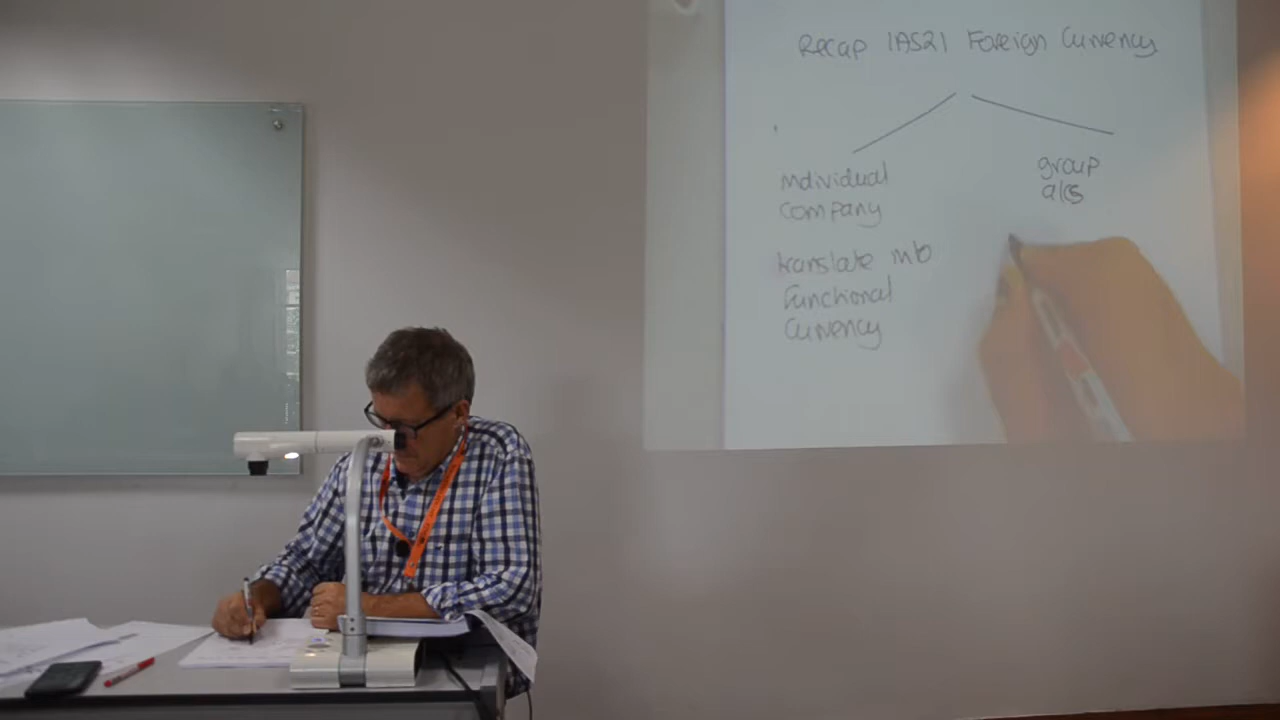 Recap IAS21 Foreign Currency
individual
company
group
a/cs
translate into
functional
currency